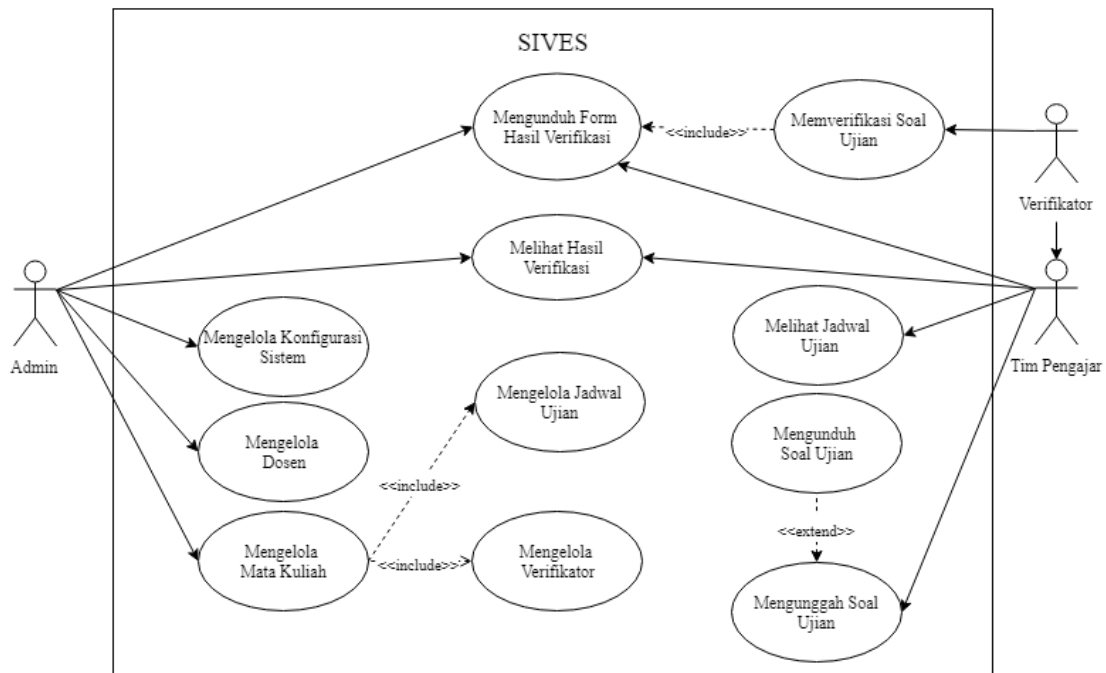 SIVES
Mengunduh Form
Hasil Verifikasi
<<include>>
Memverifikasi Soal
Ujian
Verifikator
Melihat Hasil
Verifikasi
Admin
Mengelola Konfigurasi
Sistem
Melihat Jadwal
Ujian
Tim Pengajar
Mengelola Jadwal
Ujian
Mengelola
Dosen
Mengunduh
Soal Ujian
<<include>>
<<extend>>
Mengelola
Mata Kuliah
<<include>>
Mengelola
Verifikator
Mengunggah Soal
Ujian